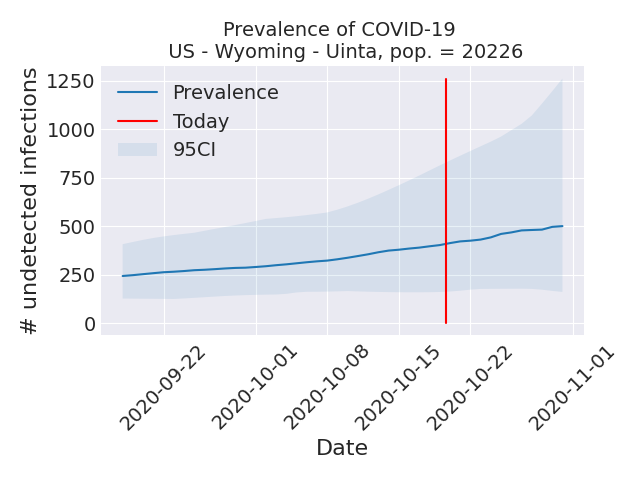 Prevalence of COVID-19
US - Wyoming - Uinta, pop. = 20226
# undetected infections
1250
1000
750
500
250
0
Prevalence
Today
95CI
2020-09-22
2020-10-01
2020-10-08
2020-10-15
2020-10-22
2020-11-01
Date